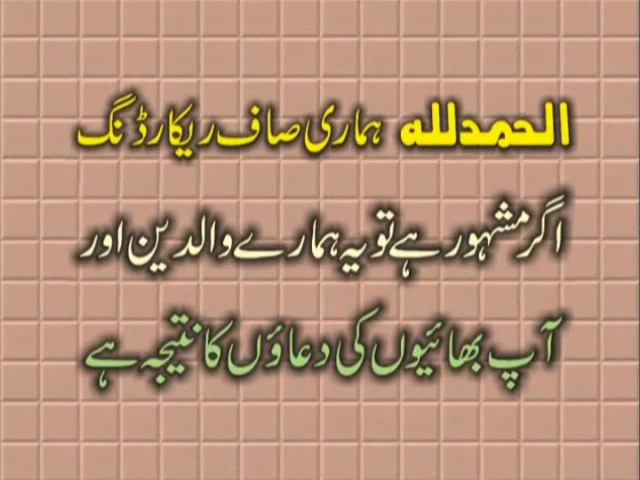 الحمدلله ہماری صاف ریکارڈنگ
اگر مشہور ہے تو یہ ہمارے والدین اور
آپ بھائیوں کی دعاؤں کا نتیجہ ہے